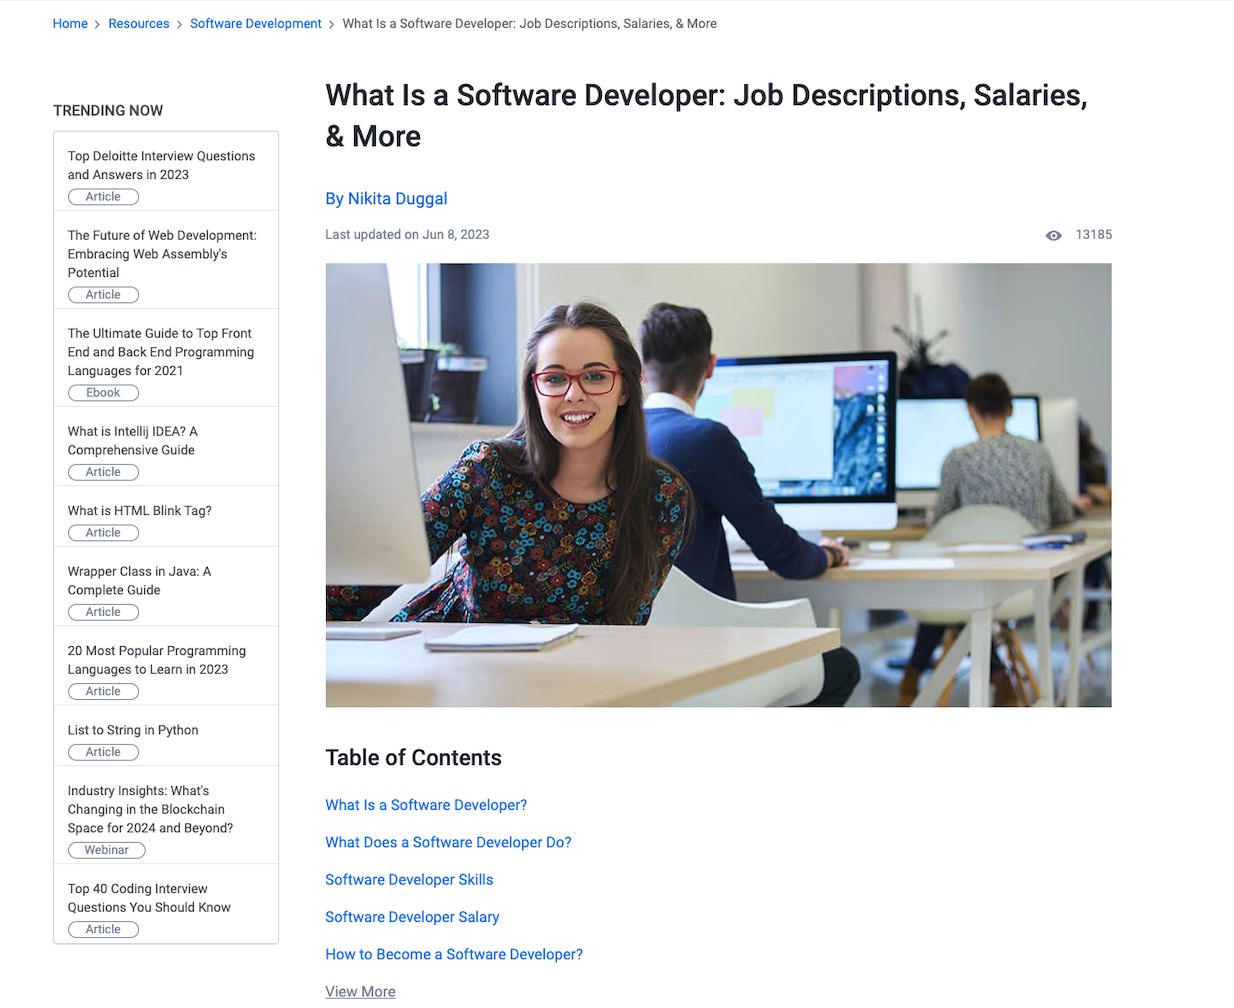 Home > Resources > Software Development > What Is a Software Developer: Job Descriptions, Salaries, & More
TRENDING NOW
Top Deloitte Interview Questions
and Answers in 2023
Article
The Future of Web Development:
Embracing Web Assembly's
Potential
Article
The Ultimate Guide to Top Front
End and Back End Programming
Languages for 2021
Ebook
What is Intellij IDEA? A
Comprehensive Guide
Article
What is HTML Blink Tag?
Article
Wrapper Class in Java: A
Complete Guide
Article
20 Most Popular Programming
Languages to Learn in 2023
Article
List to String in Python
Article
Industry Insights: What's
Changing in the Blockchain
Space for 2024 and Beyond?
Webinar
Top 40 Coding Interview
Questions You Should Know
Article
What Is a Software Developer: Job Descriptions, Salaries,
& More
By Nikita Duggal
Last updated on Jun 8, 2023
13185
Table of Contents
What Is a Software Developer?
What Does a Software Developer Do?
Software Developer Skills
Software Developer Salary
How to Become a Software Developer?
View More